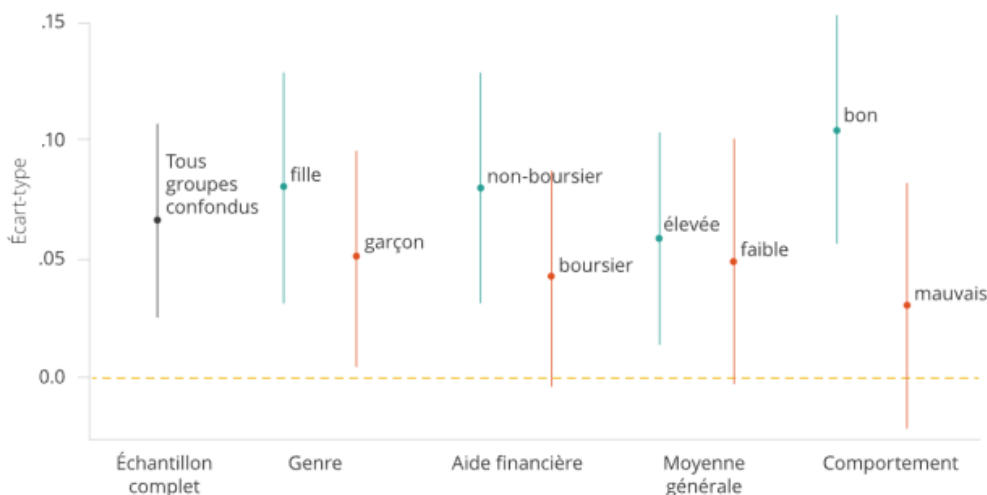 .15
.10
.05
0.0
Écart-type
Tous
groupes
confondus
fille
garçon
non-boursier
boursier
élevée
faible
bon
mauvais
Échantillon
complet
Genre
Aide financière
Moyenne
générale
Comportement